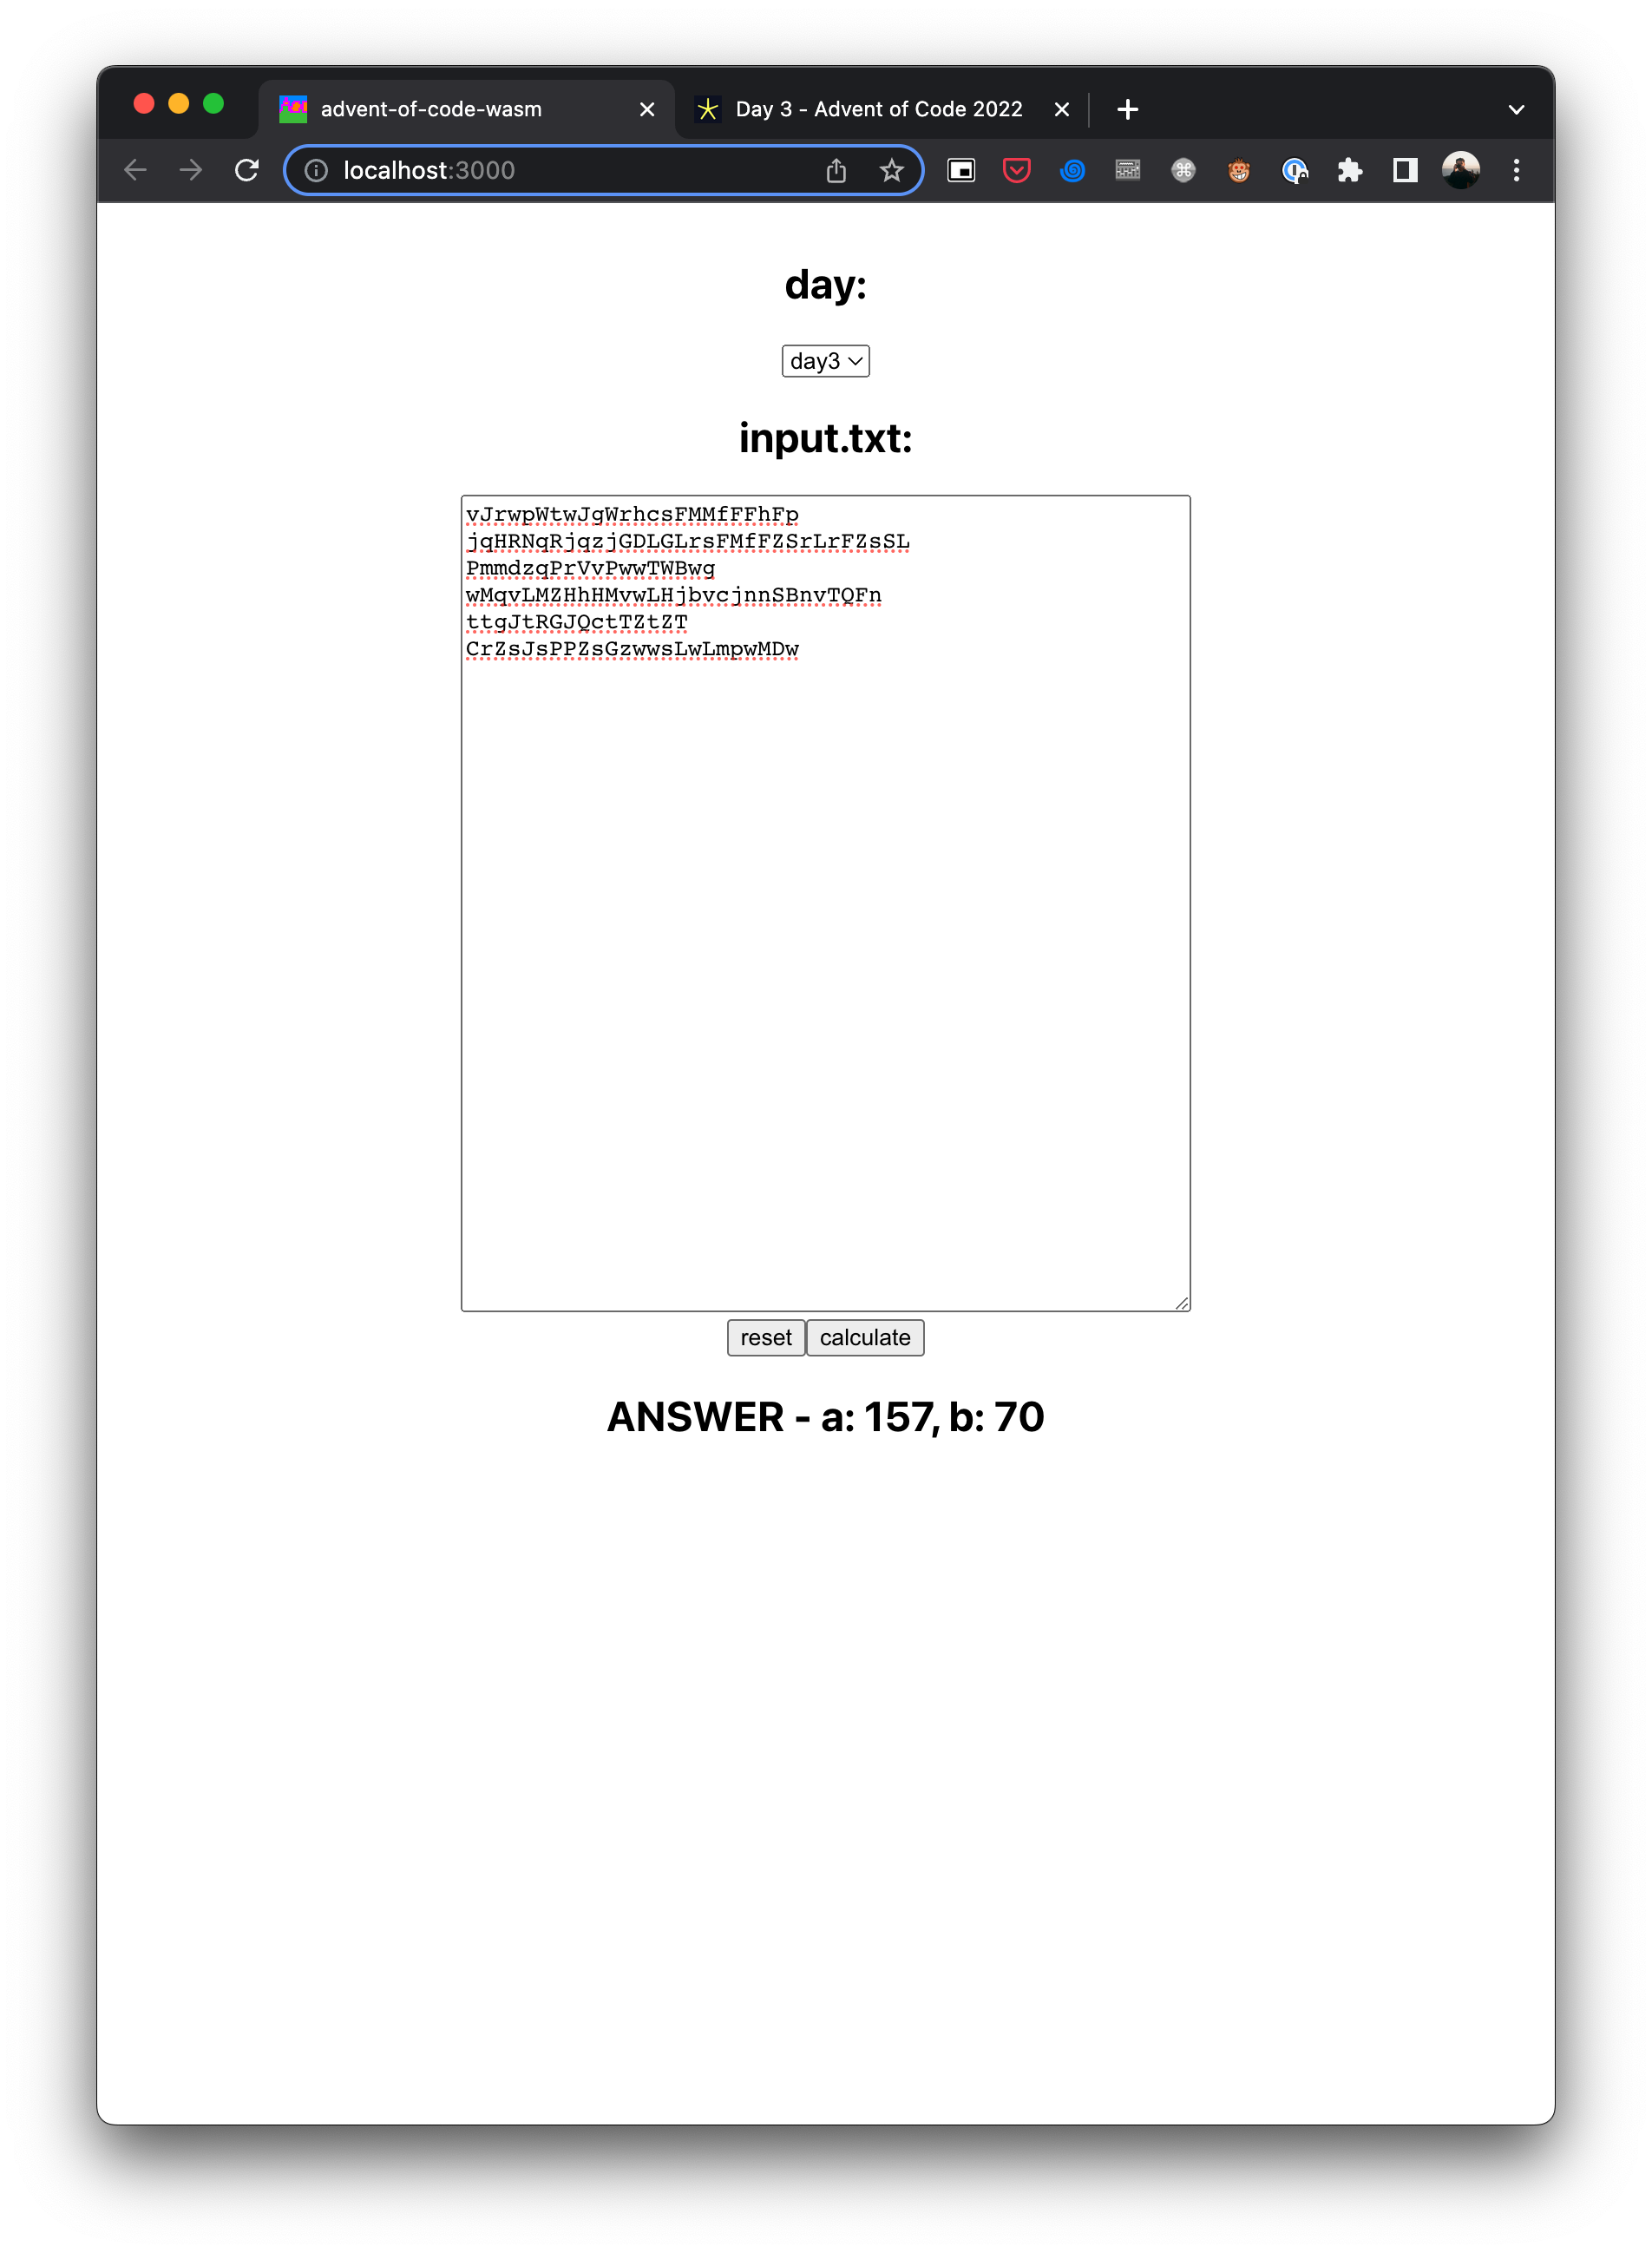 advent-of-code-wasm
Day 3 - Advent of Code 2022
localhost:3000
day:
day3
input.txt:
vJrwpWtwJgWrhcsFMMfFFhFp
jqHRNqRjqzjGDLGLrsFMfFZSrLrFZsSL
PmmdzqPrVvPwwTWBwg
wMqvLMZHhHMvwLHjbvcjnnSBnvTQFn
ttgJtRGJQctTZtZT
CrZsJsPPZsGzwwsLwLmpwMDw
reset
calculate
ANSWER - a: 157, b: 70